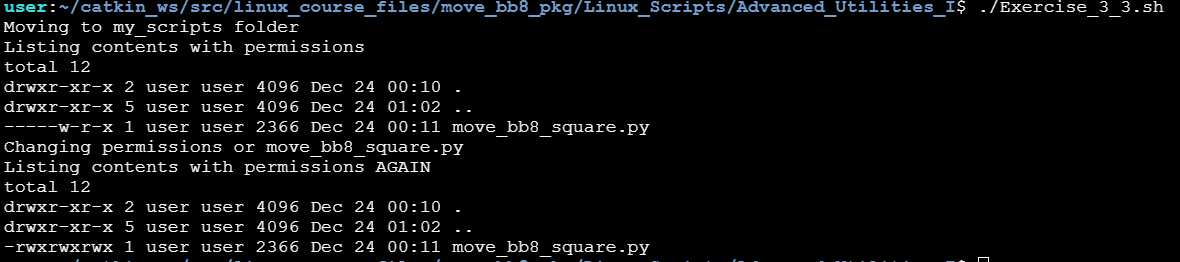 user:~/catkin_ws/src/linux_course_files/move_bb8_pkg/Linux_Scripts/Advanced_Utilities_I$ ./Exercise_3_3.sh
Moving to my_scripts folder
Listing contents with permissions
total 12
drwxr-xr-x 2 user user 4096 Dec 24 00:10 .
drwxr-xr-x 5 user user 4096 Dec 24 01:02 ..
-----w-r-x 1 user user 2366 Dec 24 00:11 move_bb8_square.py
Changing permissions or move_bb8_square.py
Listing contents with permissions AGAIN
total 12
drwxr-xr-x 2 user user 4096 Dec 24 00:10 .
drwxr-xr-x 5 user user 4096 Dec 24 01:02 ..
-rwxrwxrwx 1 user user 2366 Dec 24 00:11 move_bb8_square.py